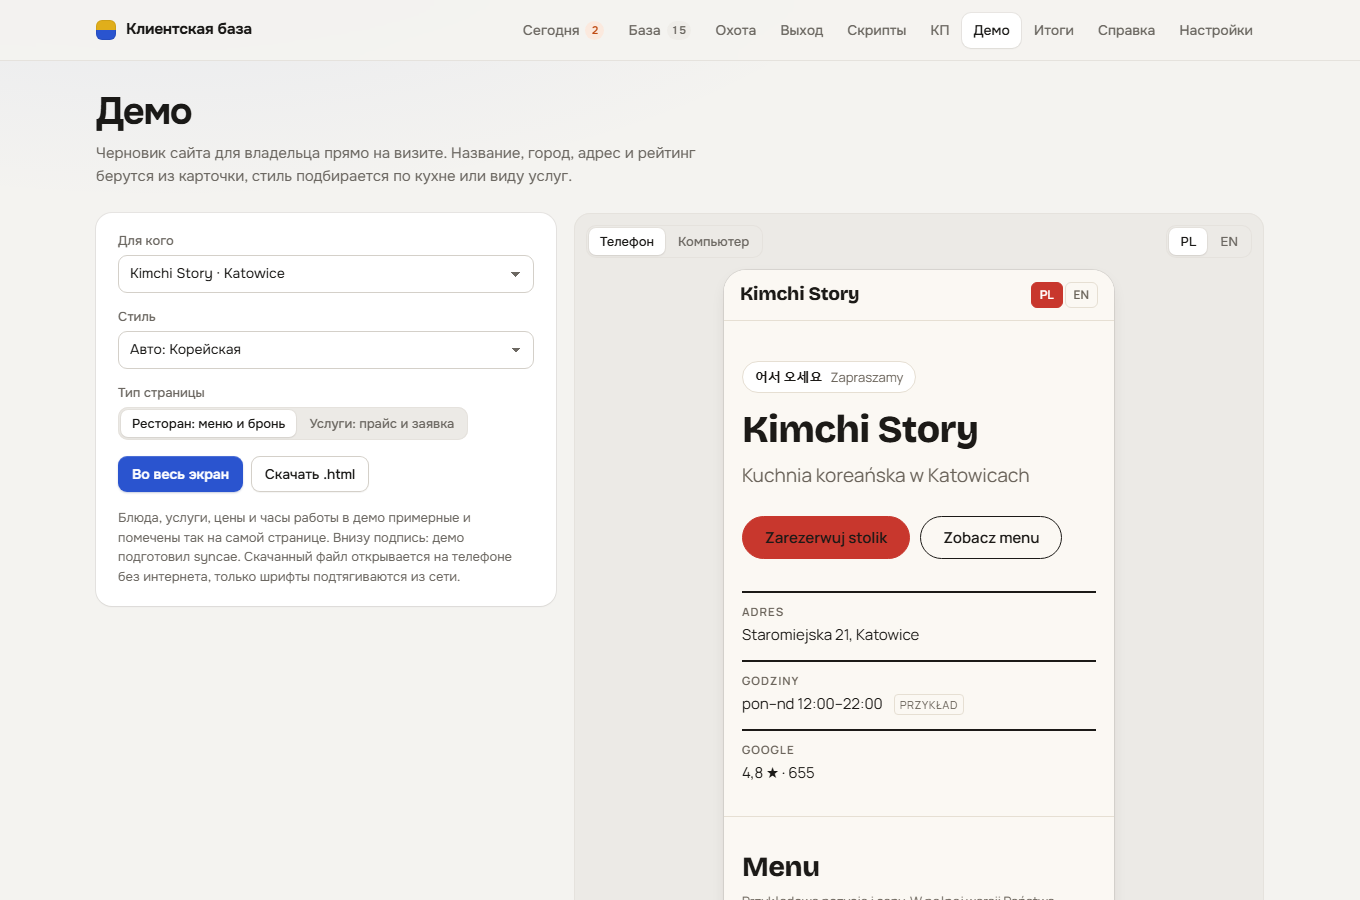 Клиентская база
Сегодня 2 База 15 Охота Выход Скрипты КП Демо Итоги Справка Настройки
Демо
Черновик сайта для владельца прямо на визите. Название, город, адрес и рейтинг
берутся из карточки, стиль подбирается по кухне или виду услуг.
Для кого
Kimchi Story · Katowice
Стиль
Авто: Корейская
Тип страницы
Ресторан: меню и бронь Услуги: прайс и заявка
Во весь экран Скачать .html
Блюда, услуги, цены и часы работы в демо примерные и
помечены так на самой странице. Внизу подпись: демо
подготовил syncae. Скачанный файл открывается на телефоне
без интернета, только шрифты подтягиваются из сети.
Телефон Компьютер PL EN
Kimchi Story PL EN
어서 오세요 Zapraszamy
Kimchi Story
Kuchnia koreańska w Katowicach
Zarezerwuj stolik Zobacz menu
ADRES
Staromiejska 21, Katowice
GODZINY
pon–nd 12:00–22:00 PRZYKŁAD
GOOGLE
4,8 ★ · 655
Menu
Przykładowe pozycje i ceny. W pełnej wersji Państwa